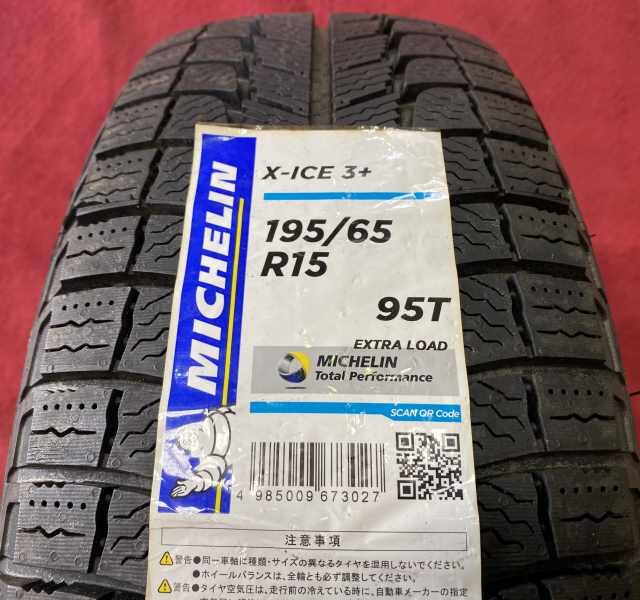 MICHELIN
X-ICE 3+
195/65
R15
95T
EXTRA LOAD
MICHELIN
Total Performance
SCAN QR Code
4 985009 673027
注意事項
警告●同一車軸に種類・サイズの異なるタイヤを混用しないでください。
●ホイールバランスは、全輪とも必ず調整してください。
警告●タイヤ空気圧は、走行前の冷えている時に、自動車メーカーの指定